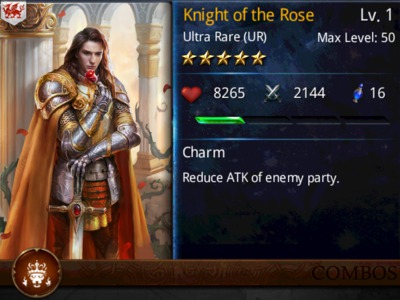 Knight of the Rose Lv. 1
Ultra Rare (UR) Max Level: 50
8265 2144 16
Charm
Reduce ATK of enemy party.
COMBOS